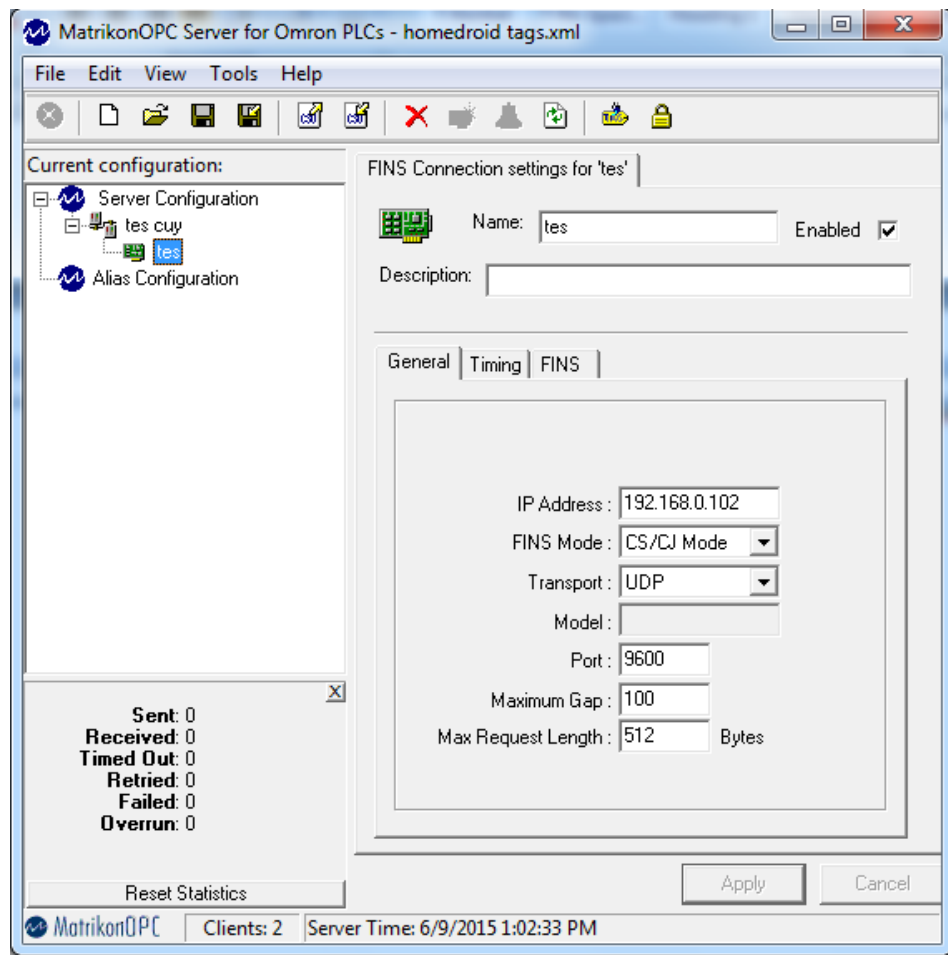 MatrikonOPC Server for Omron PLCs - homedroid tags.xml
File Edit View Tools Help
Current configuration:
Server Configuration
tes cuy
tes
Alias Configuration
FINS Connection settings for 'tes'
Name: tes
Enabled
Description:
General Timing FINS
IP Address : 192.168.0.102
FINS Mode : CS/CJ Mode
Transport : UDP
Model :
Port : 9600
Maximum Gap : 100
Max Request Length : 512 Bytes
X
Sent: 0
Received: 0
Timed Out: 0
Retried: 0
Failed: 0
Overrun: 0
Reset Statistics
Apply Cancel
MatrikonOPC Clients: 2 Server Time: 6/9/2015 1:02:33 PM